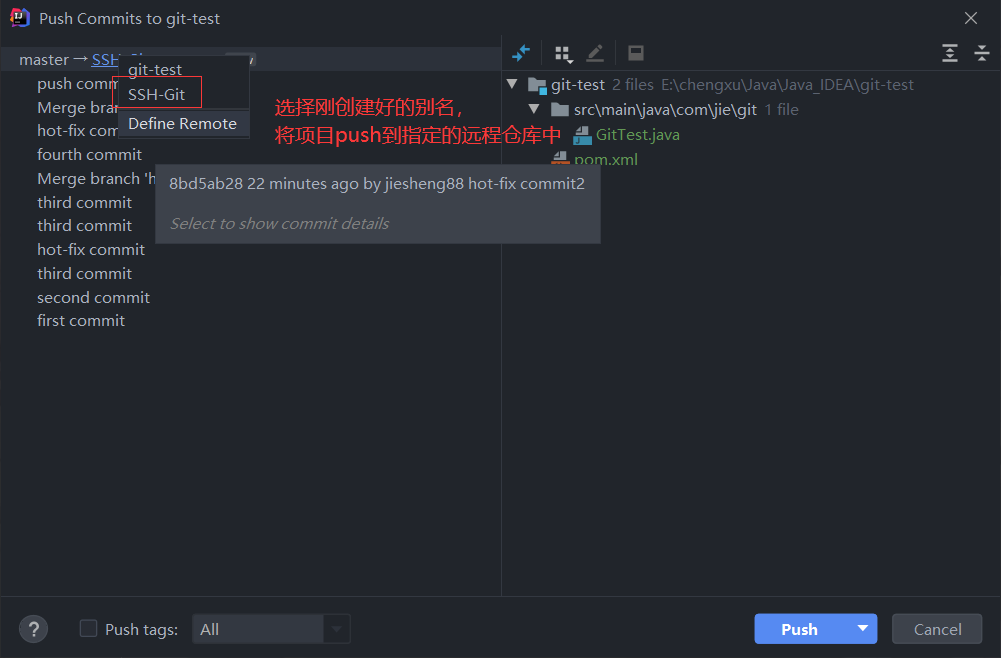 Push Commits to git-test
master → SSH-Git
git-test
SSH-Git
Define Remote
push comm
Merge bran
hot-fix com
fourth commit
Merge branch 'h
third commit
third commit
hot-fix commit
third commit
second commit
first commit
选择刚创建好的别名，
将项目push到指定的远程仓库中
8bd5ab28 22 minutes ago by jiesheng88 hot-fix commit2
Select to show commit details
git-test 2 files E:\chengxu\Java\Java_IDEA\git-test
src\main\java\com\jie\git 1 file
GitTest.java
pom.xml
?
Push tags:
All
Push
Cancel